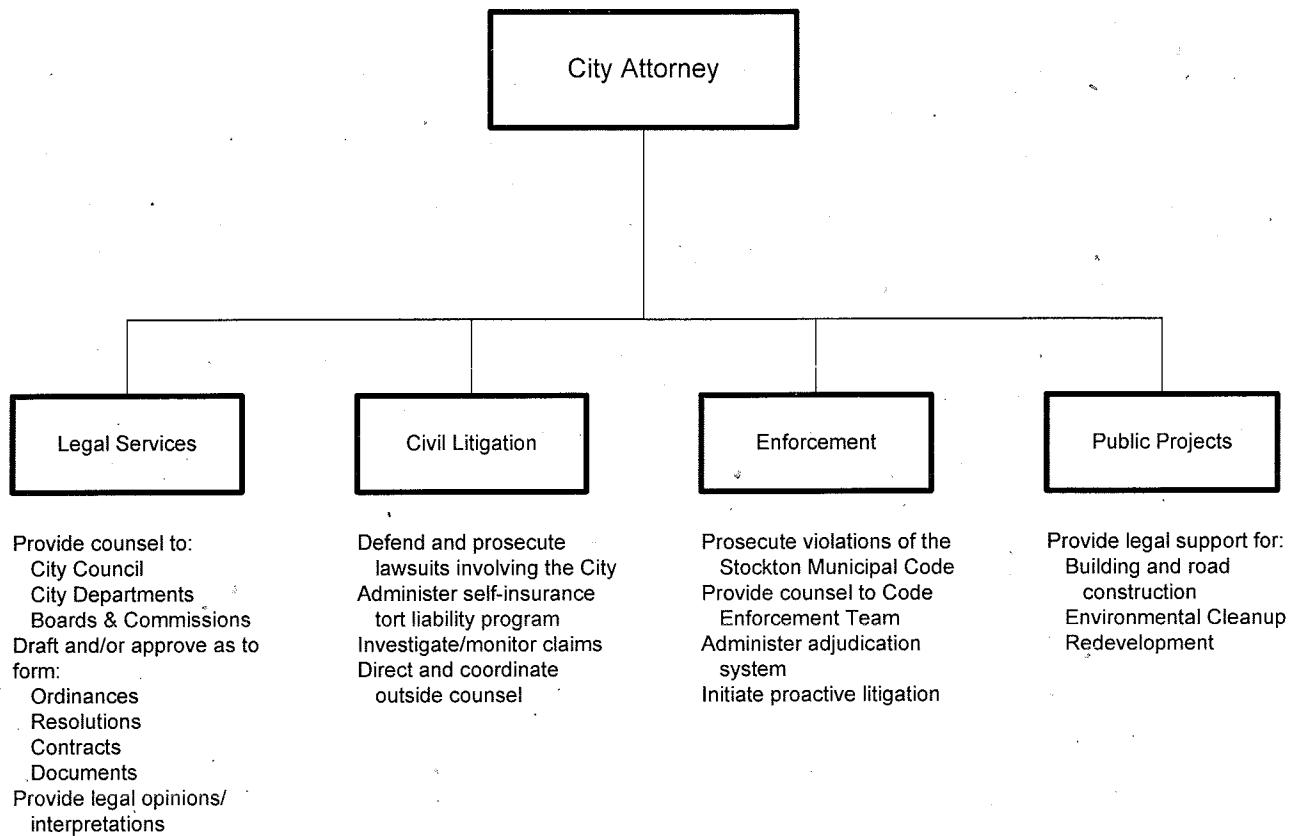 City Attorney
Legal Services
Provide counsel to:
City Council
City Departments
Boards & Commissions
Draft and/or approve as to
form:
Ordinances
Resolutions
Contracts
Documents
Provide legal opinions/
interpretations
Civil Litigation
Defend and prosecute
lawsuits involving the City
Administer self-insurance
tort liability program
Investigate/monitor claims
Direct and coordinate
outside counsel
Enforcement
Prosecute violations of the
Stockton Municipal Code
Provide counsel to Code
Enforcement Team
Administer adjudication
system
Initiate proactive litigation
Public Projects
Provide legal support for:
Building and road
construction
Environmental Cleanup
Redevelopment